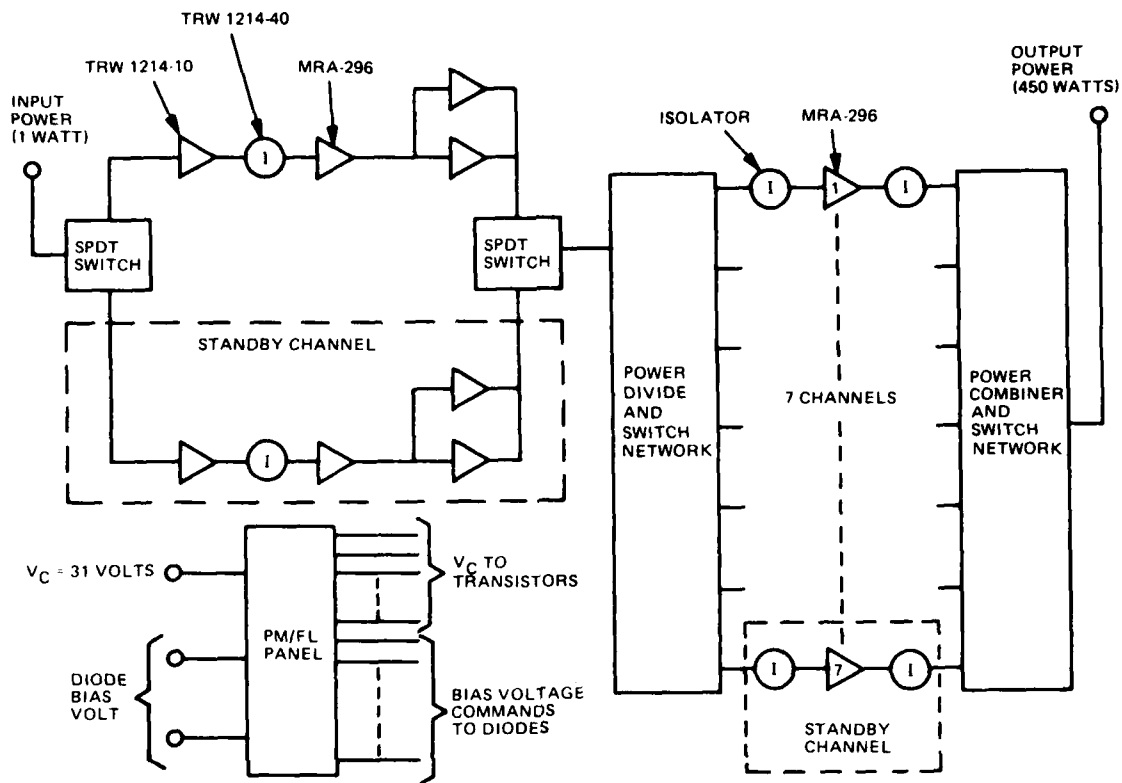 TRW 1214-40
TRW 1214-10
MRA-296
INPUT
POWER
(1 WATT)
1
SPDT
SWITCH
SPDT
SWITCH
STANDBY CHANNEL
I
V_C = 31 VOLTS
DIODE
BIAS
VOLT
PM/FL
PANEL
V_C TO
TRANSISTORS
BIAS VOLTAGE
COMMANDS
TO DIODES
OUTPUT
POWER
(450 WATTS)
ISOLATOR
MRA-296
I
1
I
POWER
DIVIDE
AND
SWITCH
NETWORK
7 CHANNELS
POWER
COMBINER
AND
SWITCH
NETWORK
I
7
I
STANDBY
CHANNEL